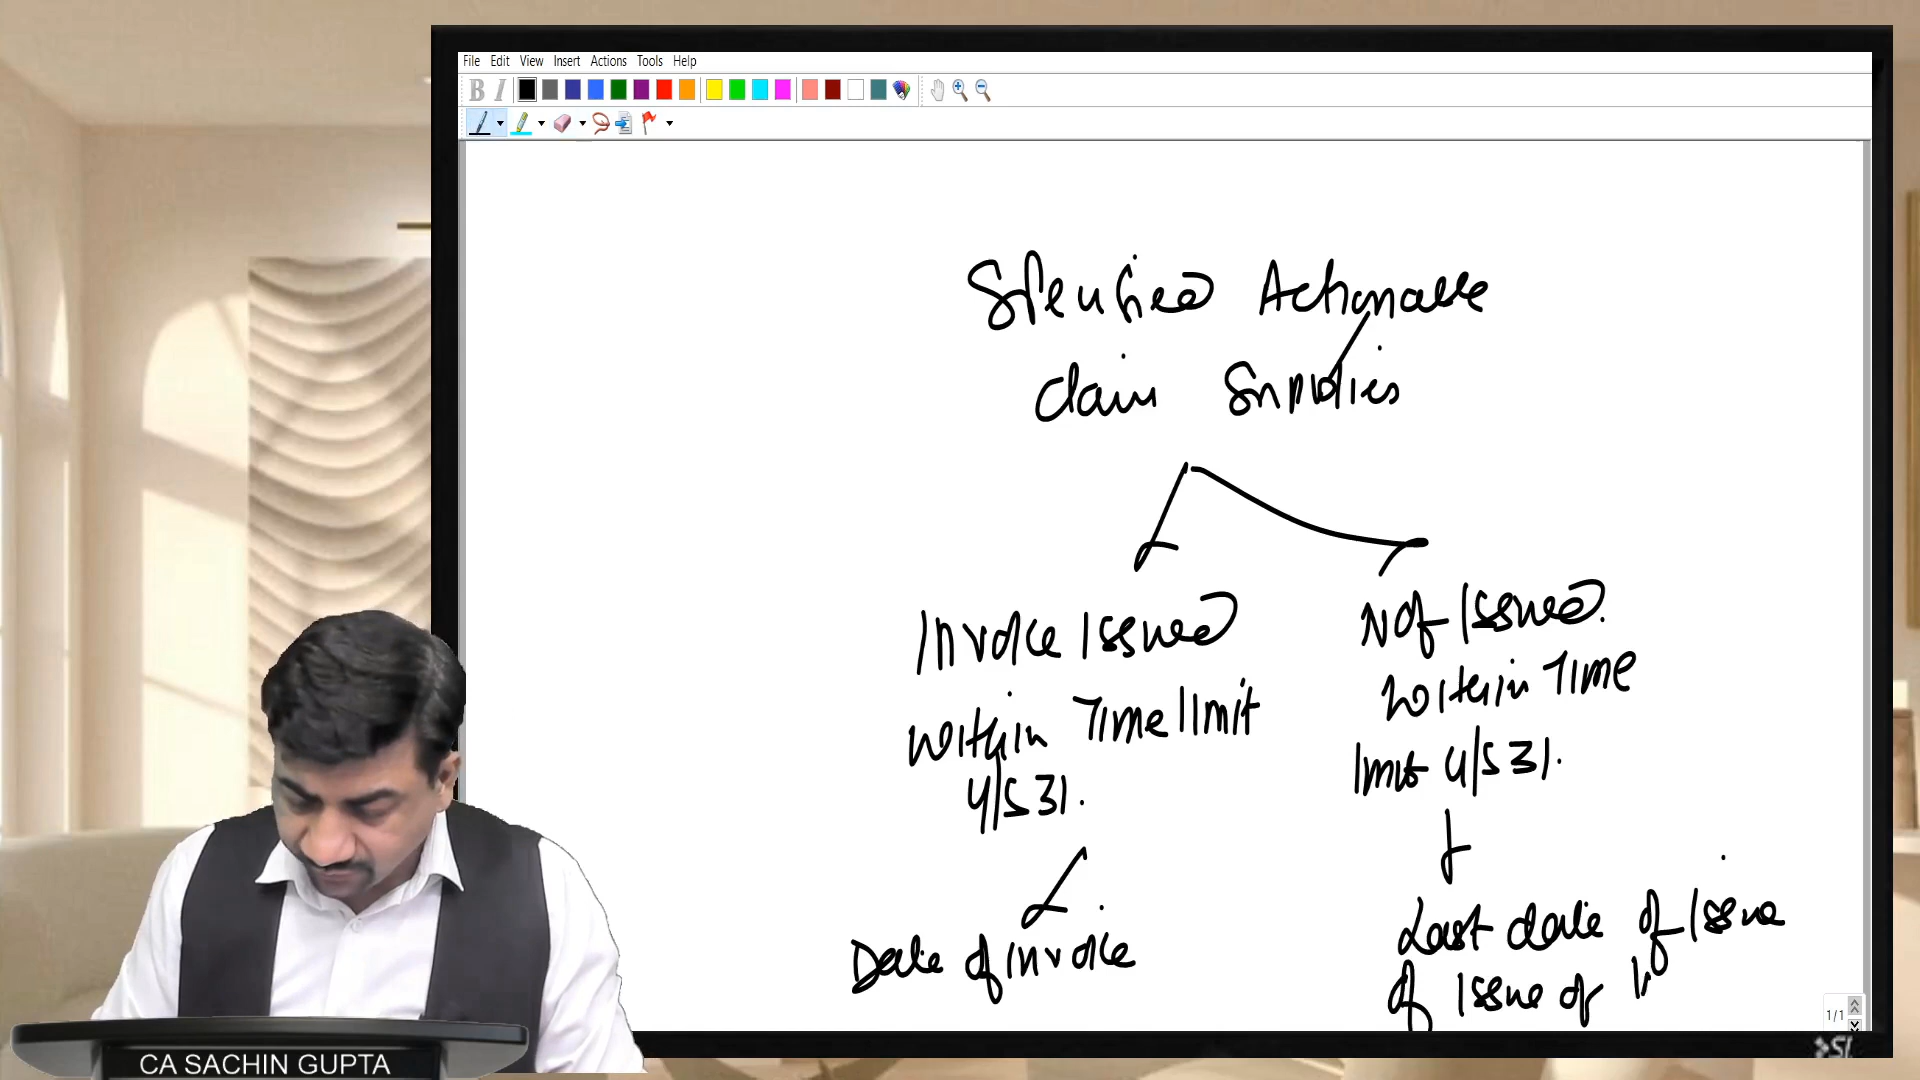 File Edit View Insert Actions Tools Help
B I
Specified Actionable
claim Supplies
Invoice Issued
within Time limit
u/s 31.
Date of invoice
Not Issued.
within Time
limit u/s 31.
Last date of Issue
of Issue of
1/1
CA SACHIN GUPTA